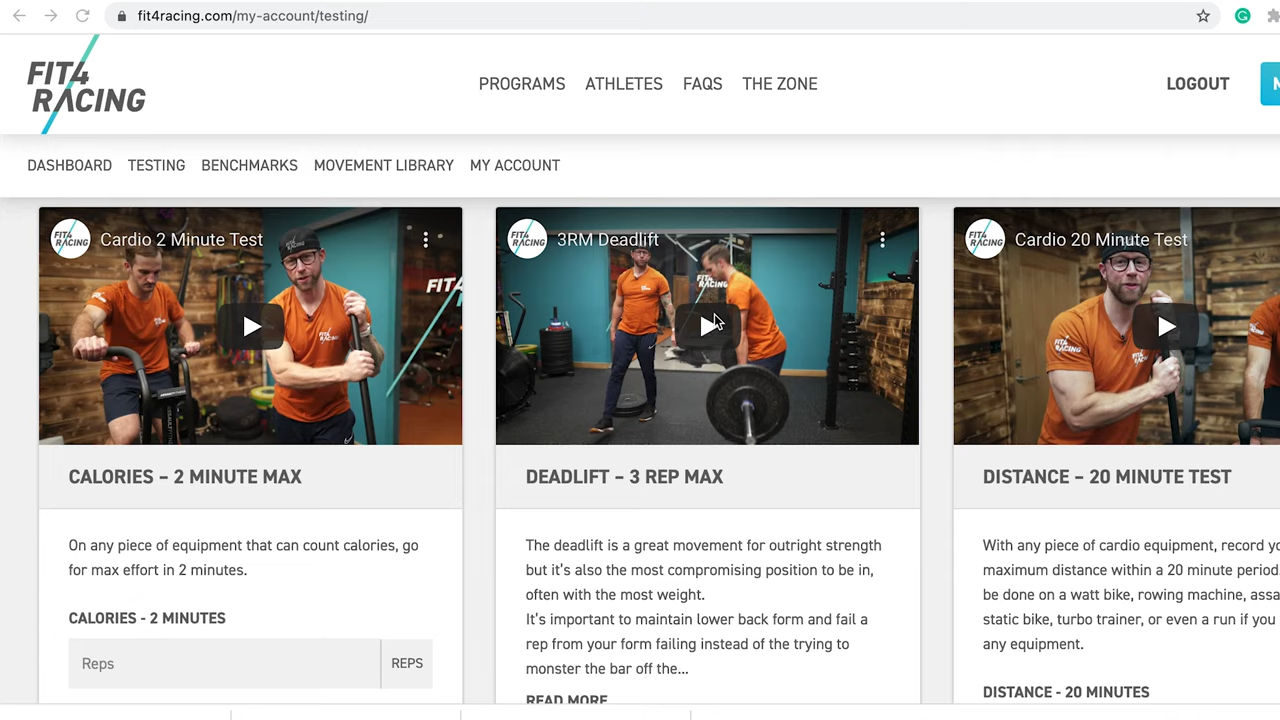 fit4racing.com/my-account/testing/
FIT4
RACING
PROGRAMS ATHLETES FAQS THE ZONE
LOGOUT
DASHBOARD TESTING BENCHMARKS MOVEMENT LIBRARY MY ACCOUNT
FIT4
RACING
Cardio 2 Minute Test
FIT4
RACING
3RM Deadlift
FIT4
RACING
Cardio 20 Minute Test
CALORIES – 2 MINUTE MAX
On any piece of equipment that can count calories, go
for max effort in 2 minutes.
CALORIES - 2 MINUTES
Reps REPS
DEADLIFT – 3 REP MAX
The deadlift is a great movement for outright strength
but it's also the most compromising position to be in,
often with the most weight.
It's important to maintain lower back form and fail a
rep from your form failing instead of the trying to
monster the bar off the...
READ MORE
DISTANCE – 20 MINUTE TEST
With any piece of cardio equipment, record yo
maximum distance within a 20 minute period.
be done on a watt bike, rowing machine, assa
static bike, turbo trainer, or even a run if you
any equipment.
DISTANCE - 20 MINUTES